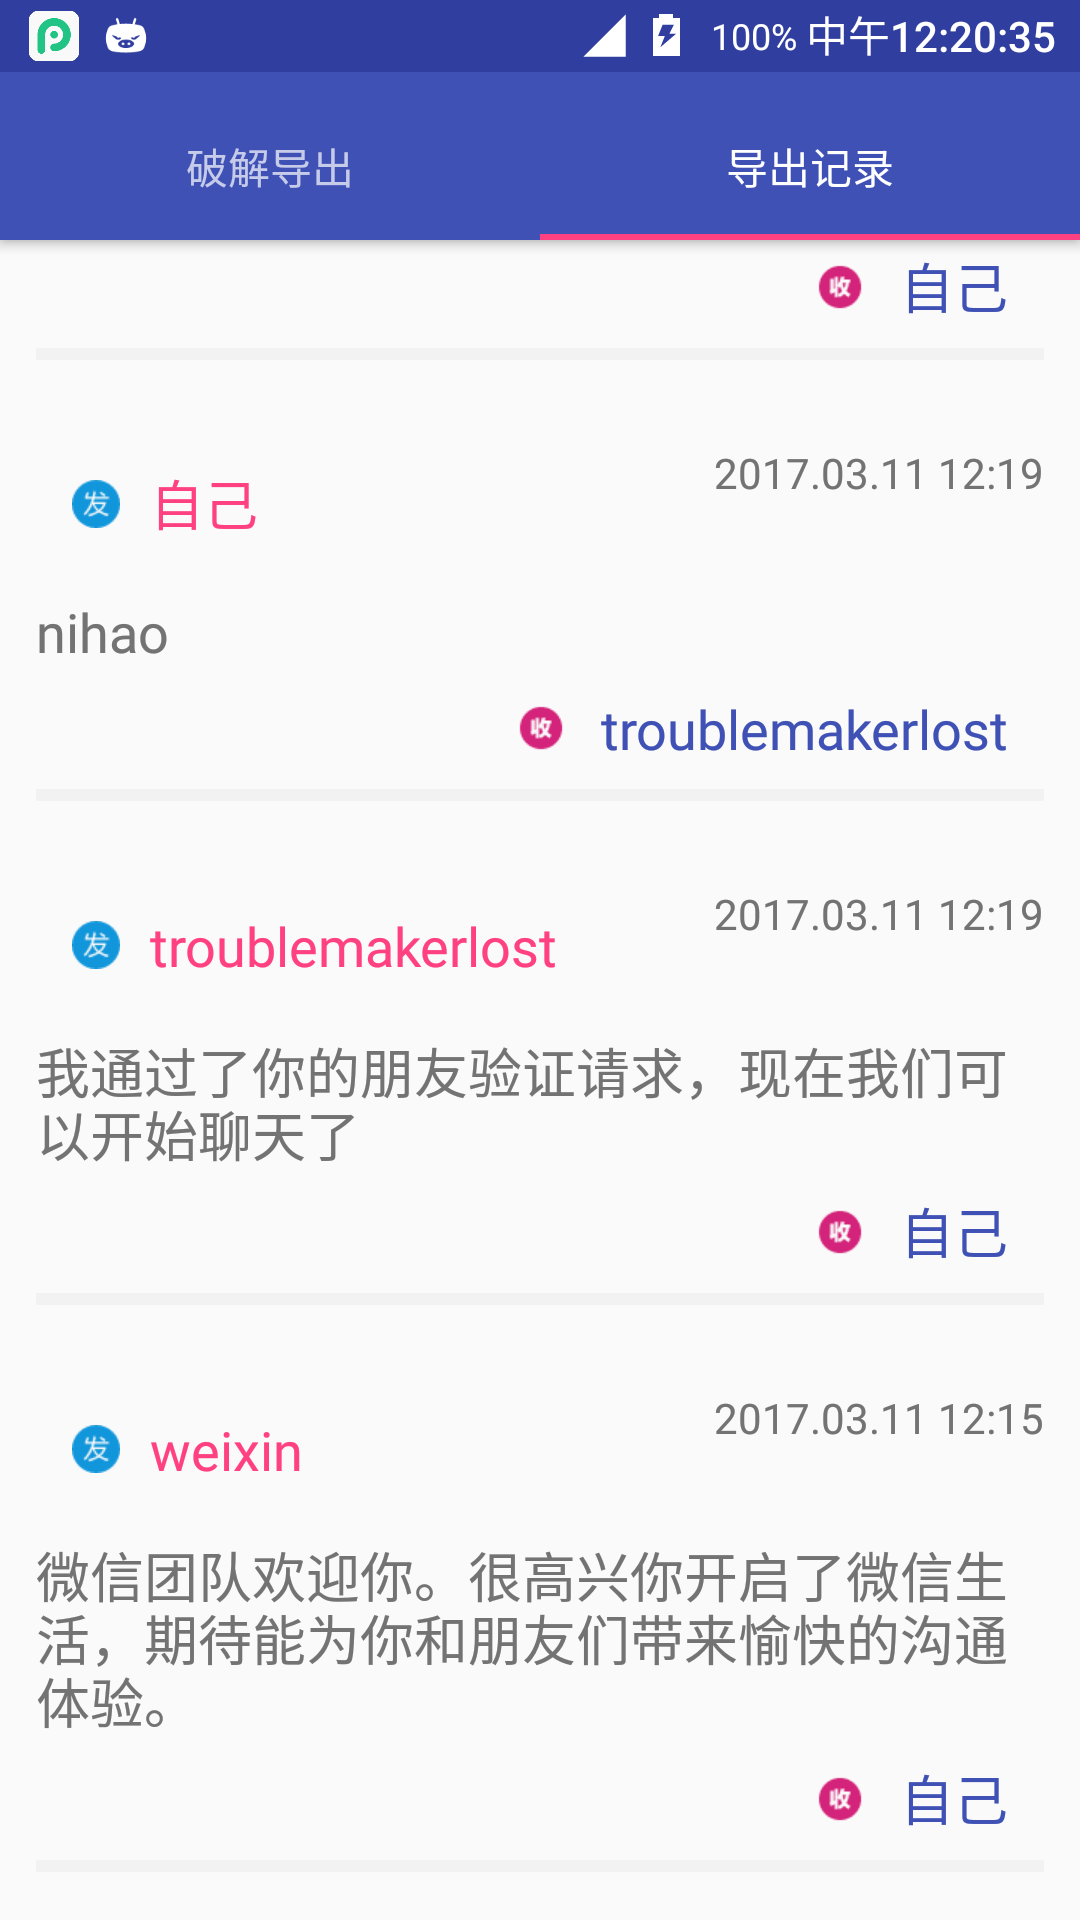 100% 中午12:20:35
破解导出 导出记录
收 自己
2017.03.11 12:19
发 自己
nihao
收 troublemakerlost
2017.03.11 12:19
发 troublemakerlost
我通过了你的朋友验证请求，现在我们可
以开始聊天了
收 自己
2017.03.11 12:15
发 weixin
微信团队欢迎你。很高兴你开启了微信生
活，期待能为你和朋友们带来愉快的沟通
体验。
收 自己